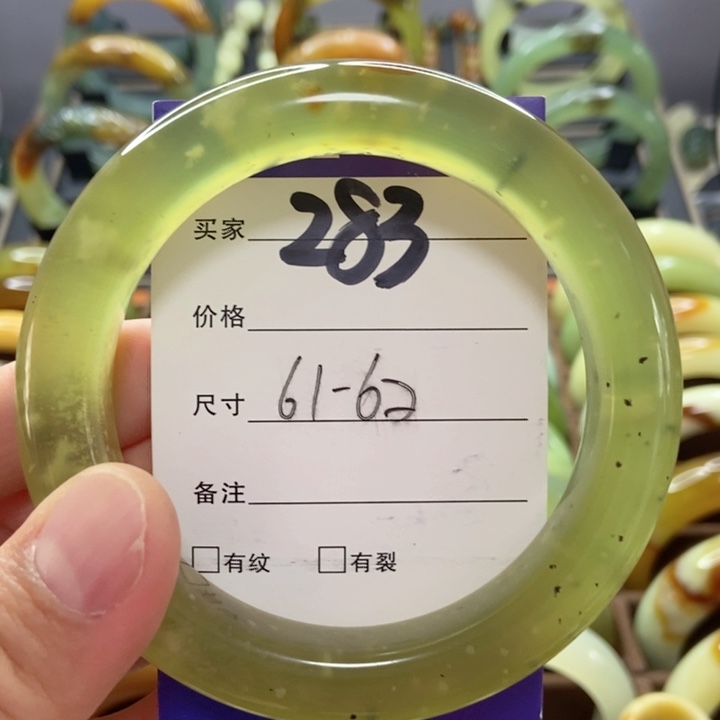 买家 283
价格
尺寸 61-62
备注
□有纹 □有裂